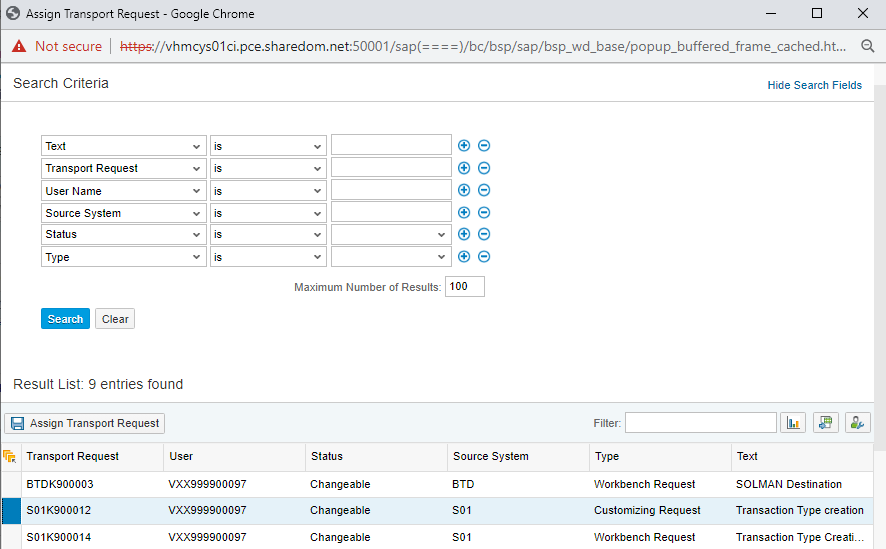 Assign Transport Request - Google Chrome
Not secure https://vhmcys01ci.pce.sharedom.net:50001/sap(====)/bc/bsp/sap/bsp_wd_base/popup_buffered_frame_cached.ht...
Search Criteria Hide Search Fields
Text is
Transport Request is
User Name is
Source System is
Status is
Type is
Maximum Number of Results: 100
Search Clear
Result List: 9 entries found
Assign Transport Request Filter:
Transport Request User Status Source System Type Text
BTDK900003 VXX999900097 Changeable BTD Workbench Request SOLMAN Destination
S01K900012 VXX999900097 Changeable S01 Customizing Request Transaction Type creation
S01K900014 VXX999900097 Changeable S01 Workbench Request Transaction Type Creati...